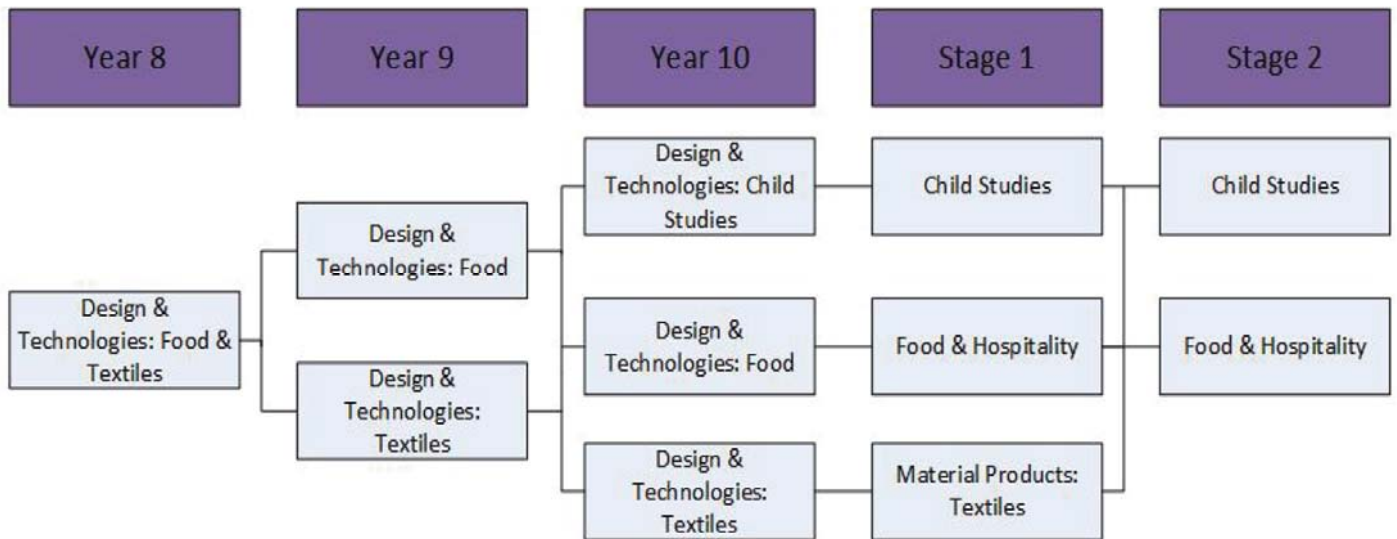 Year 8
Year 9
Year 10
Stage 1
Stage 2
Design &
Technologies: Food &
Textiles
Design &
Technologies: Food
Design &
Technologies:
Textiles
Design &
Technologies: Child
Studies
Design &
Technologies: Food
Design &
Technologies:
Textiles
Child Studies
Food & Hospitality
Material Products:
Textiles
Child Studies
Food & Hospitality